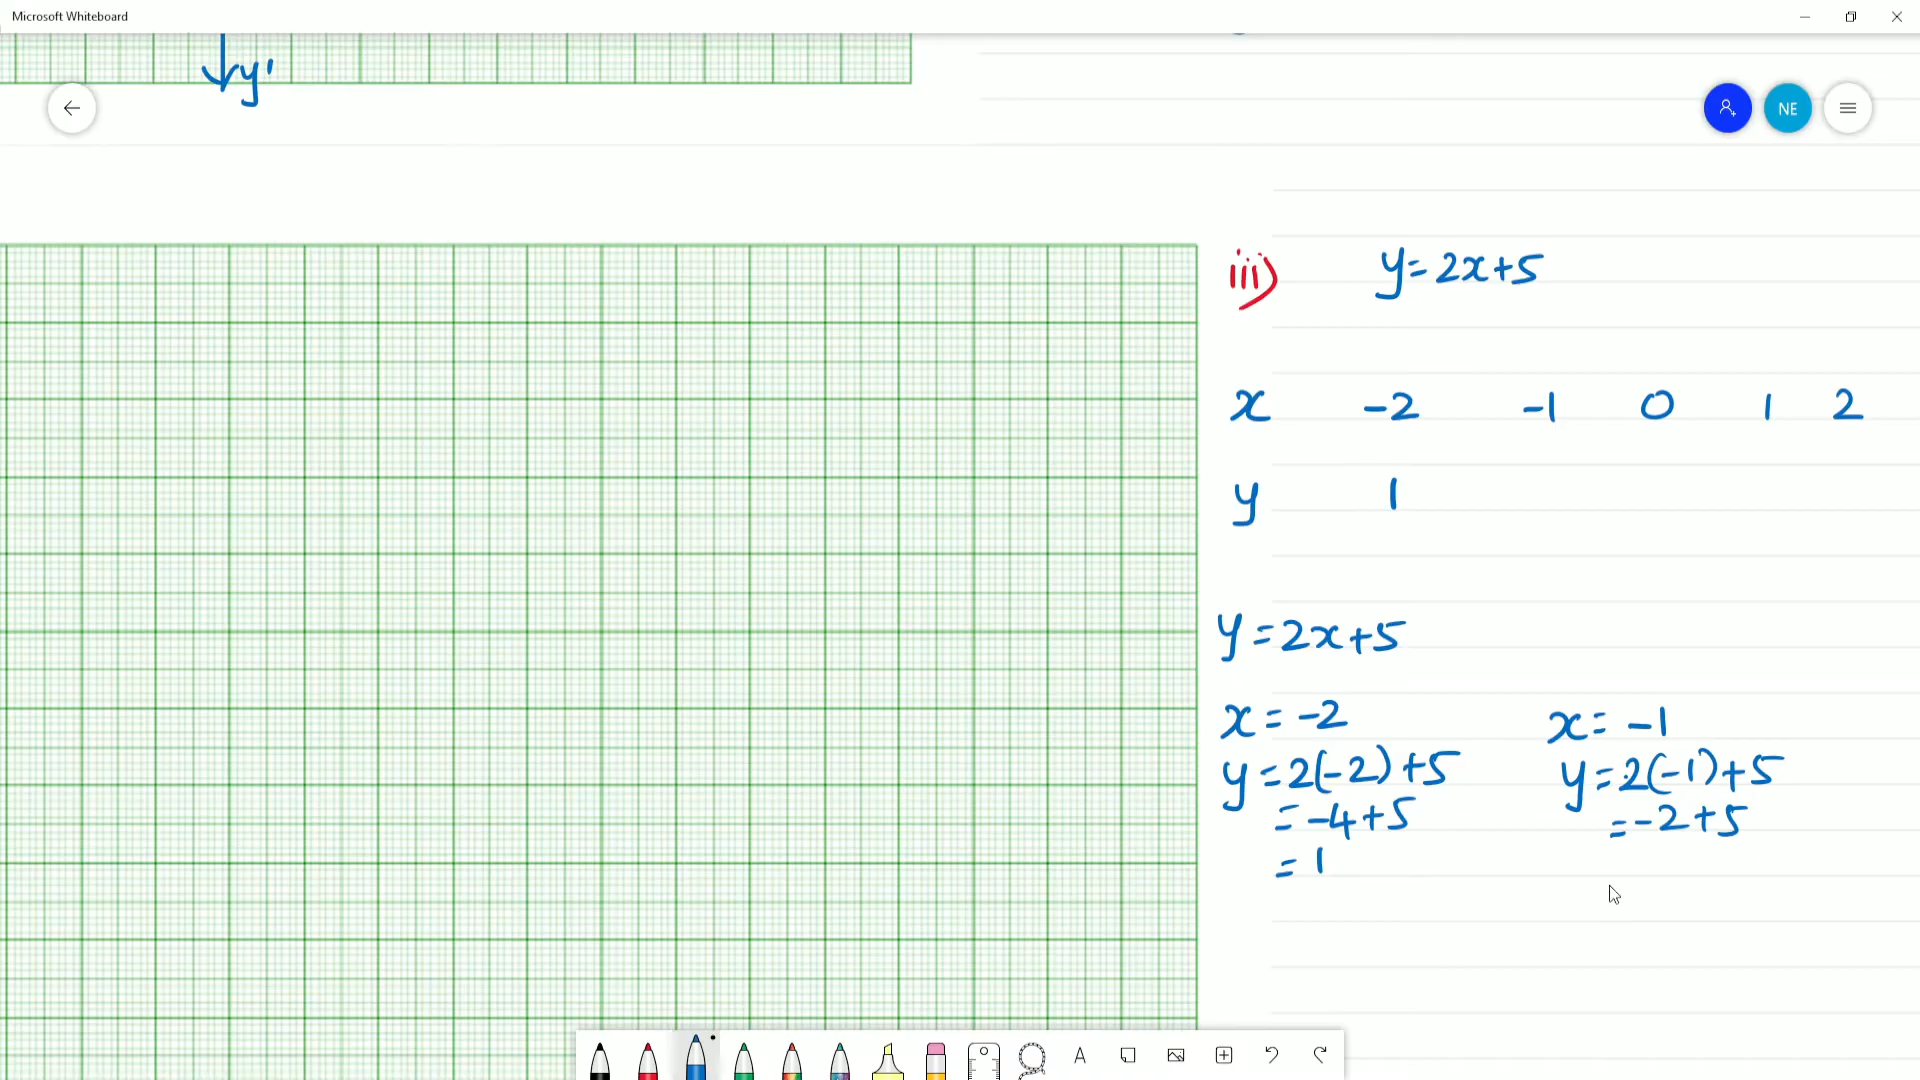 Microsoft Whiteboard
y'
NE
iii) y=2x+5
x -2 -1 0 1 2
y 1
y=2x+5
x=-2 x=-1
y=2(-2)+5 y=2(-1)+5
=-4+5 =-2+5
=1
A